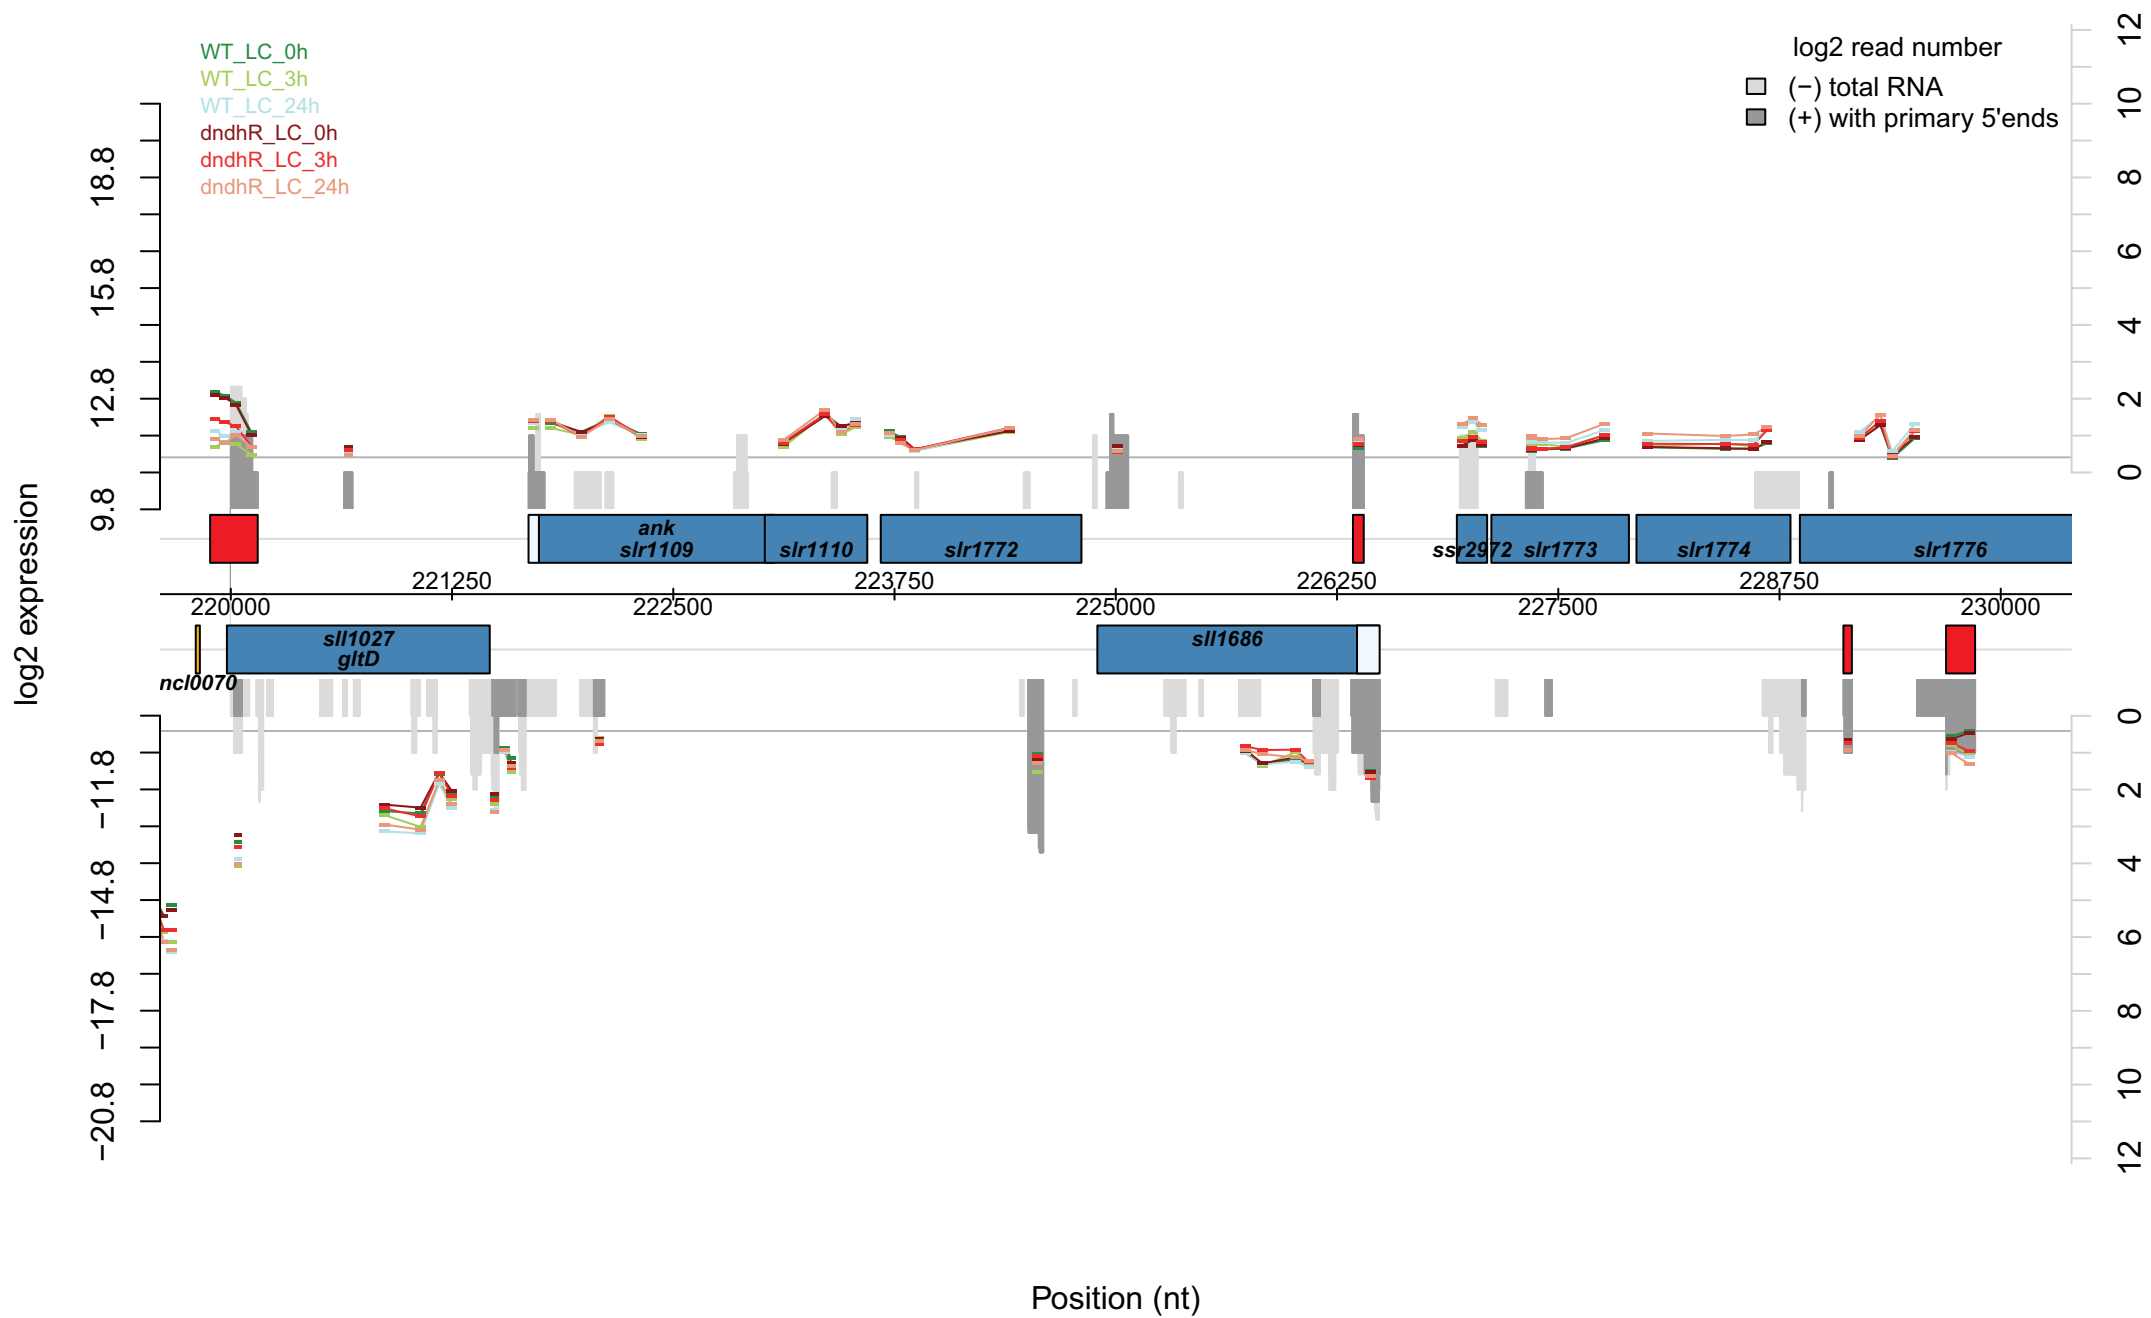 WT_LC_0h
WT_LC_3h
WT_LC_24h
dndhR_LC_0h
dndhR_LC_3h
dndhR_LC_24h
log2 read number
(−) total RNA
(+) with primary 5'ends
log2 expression
18.8
15.8
12.8
9.8
12
10
8
6
4
2
0
ank
slr1109
slr1110
slr1772
ssr2972
slr1773
slr1774
slr1776
221250
223750
226250
228750
220000
222500
225000
227500
230000
sll1027
gltD
sll1686
ncl0070
−11.8
−14.8
−17.8
−20.8
0
2
4
6
8
10
12
Position (nt)